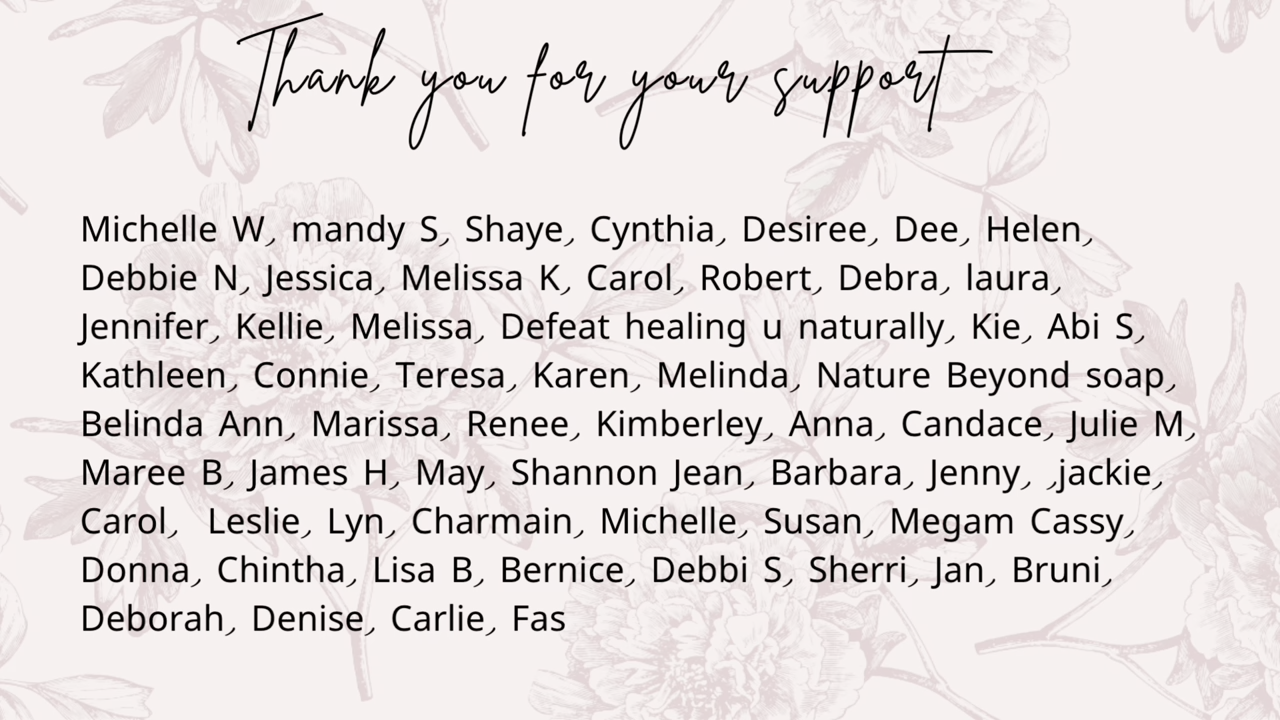 Thank you for your support
Michelle W, mandy S, Shaye, Cynthia, Desiree, Dee, Helen,
Debbie N, Jessica, Melissa K, Carol, Robert, Debra, laura,
Jennifer, Kellie, Melissa, Defeat healing u naturally, Kie, Abi S,
Kathleen, Connie, Teresa, Karen, Melinda, Nature Beyond soap,
Belinda Ann, Marissa, Renee, Kimberley, Anna, Candace, Julie M,
Maree B, James H, May, Shannon Jean, Barbara, Jenny, ,jackie,
Carol,  Leslie, Lyn, Charmain, Michelle, Susan, Megam Cassy,
Donna, Chintha, Lisa B, Bernice, Debbi S, Sherri, Jan, Bruni,
Deborah, Denise, Carlie, Fas